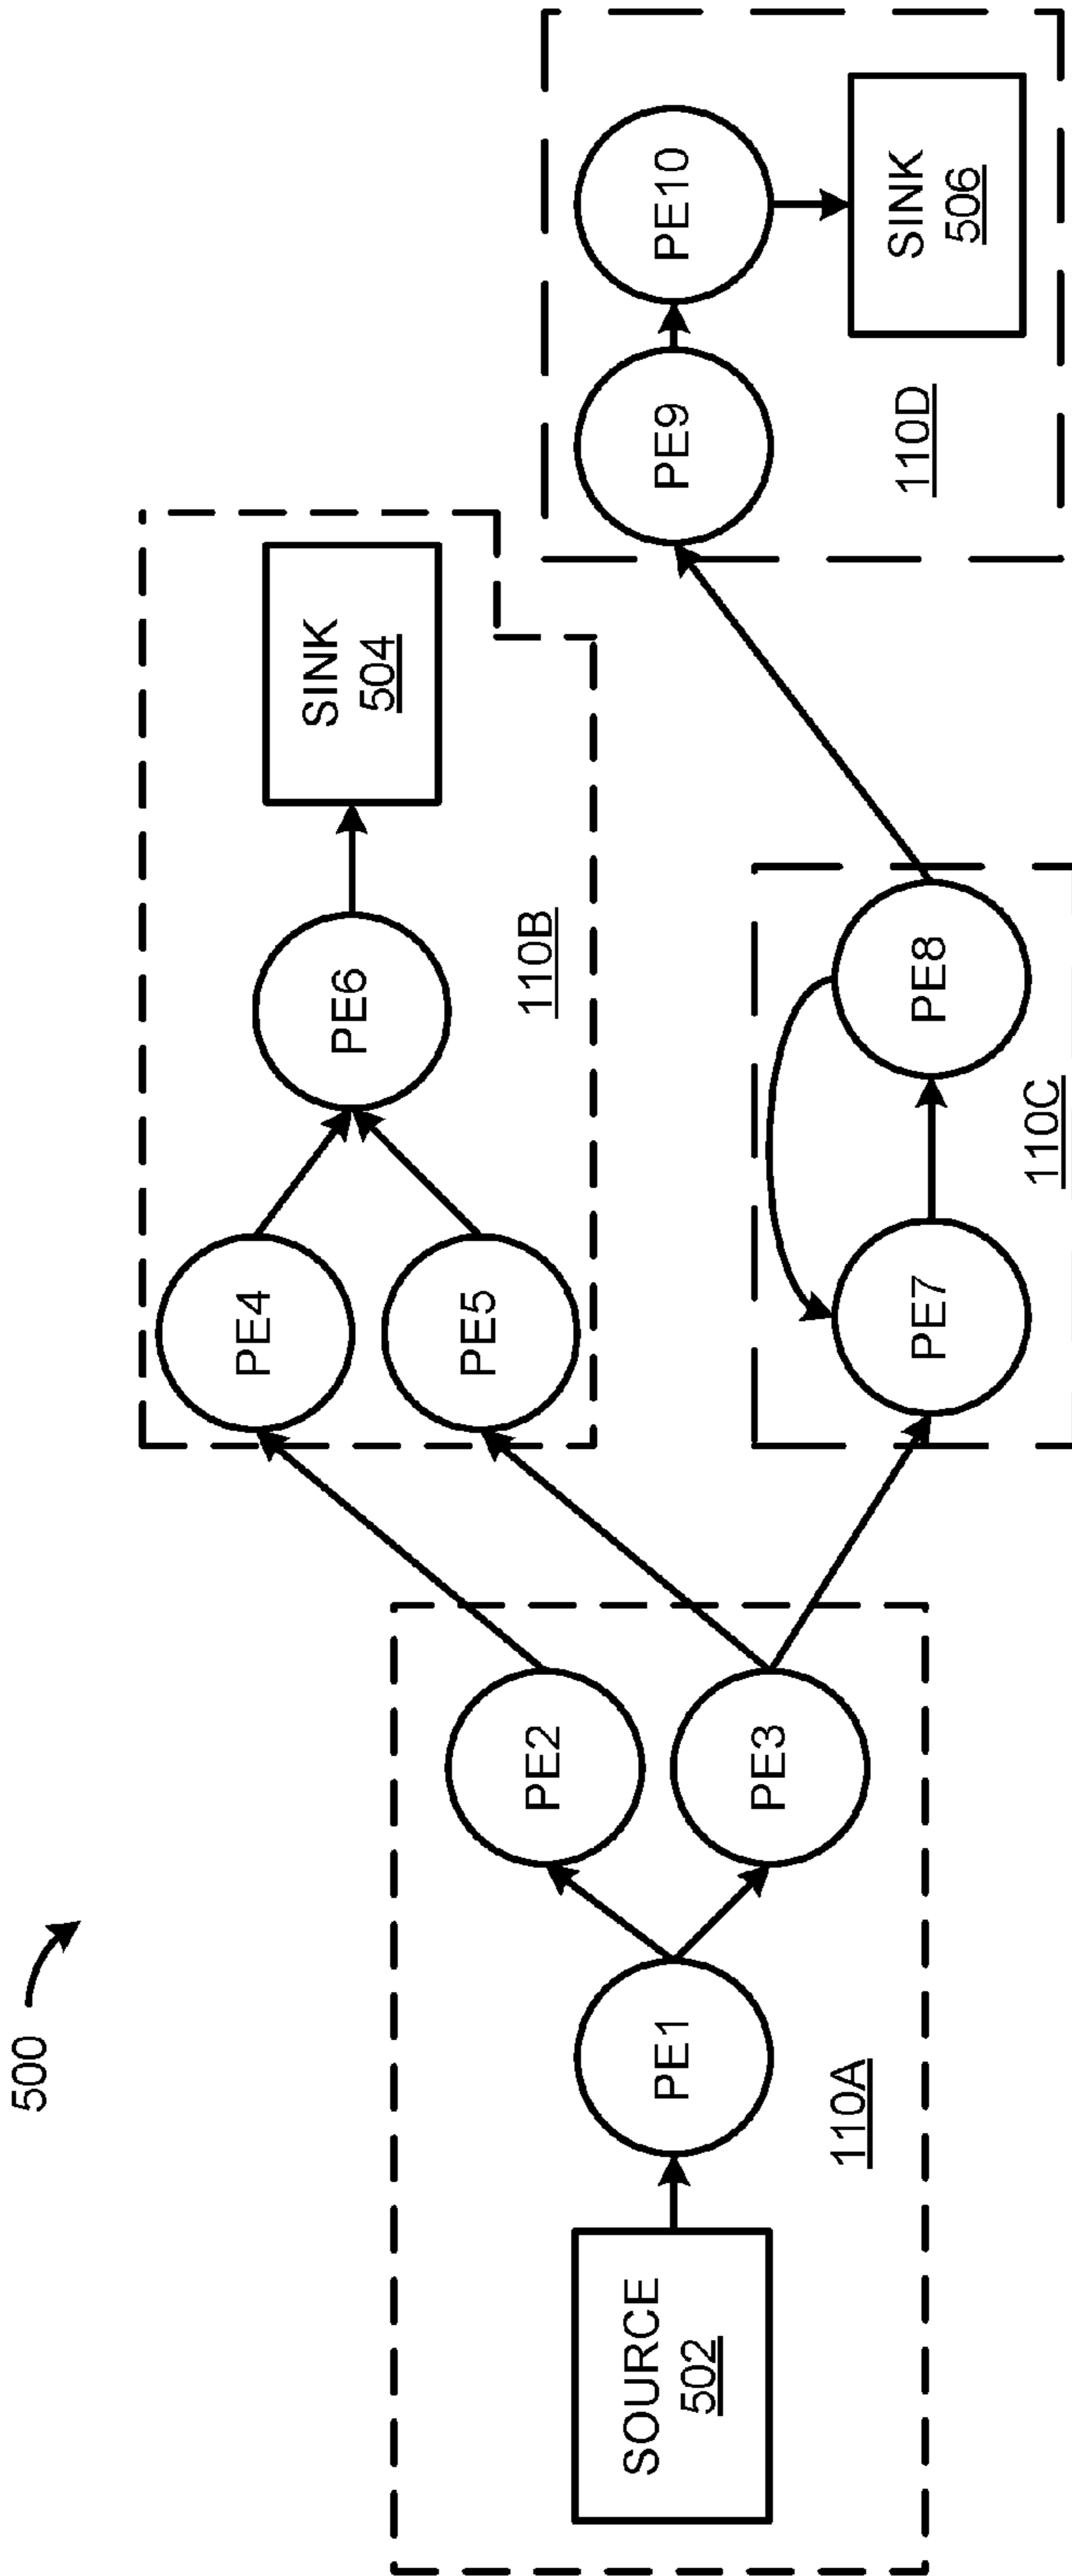 500
SOURCE
502
PE1
110A
PE2
PE3
PE4
PE5
PE6
110B
SINK
504
PE7
PE8
110C
PE9
PE10
110D
SINK
506